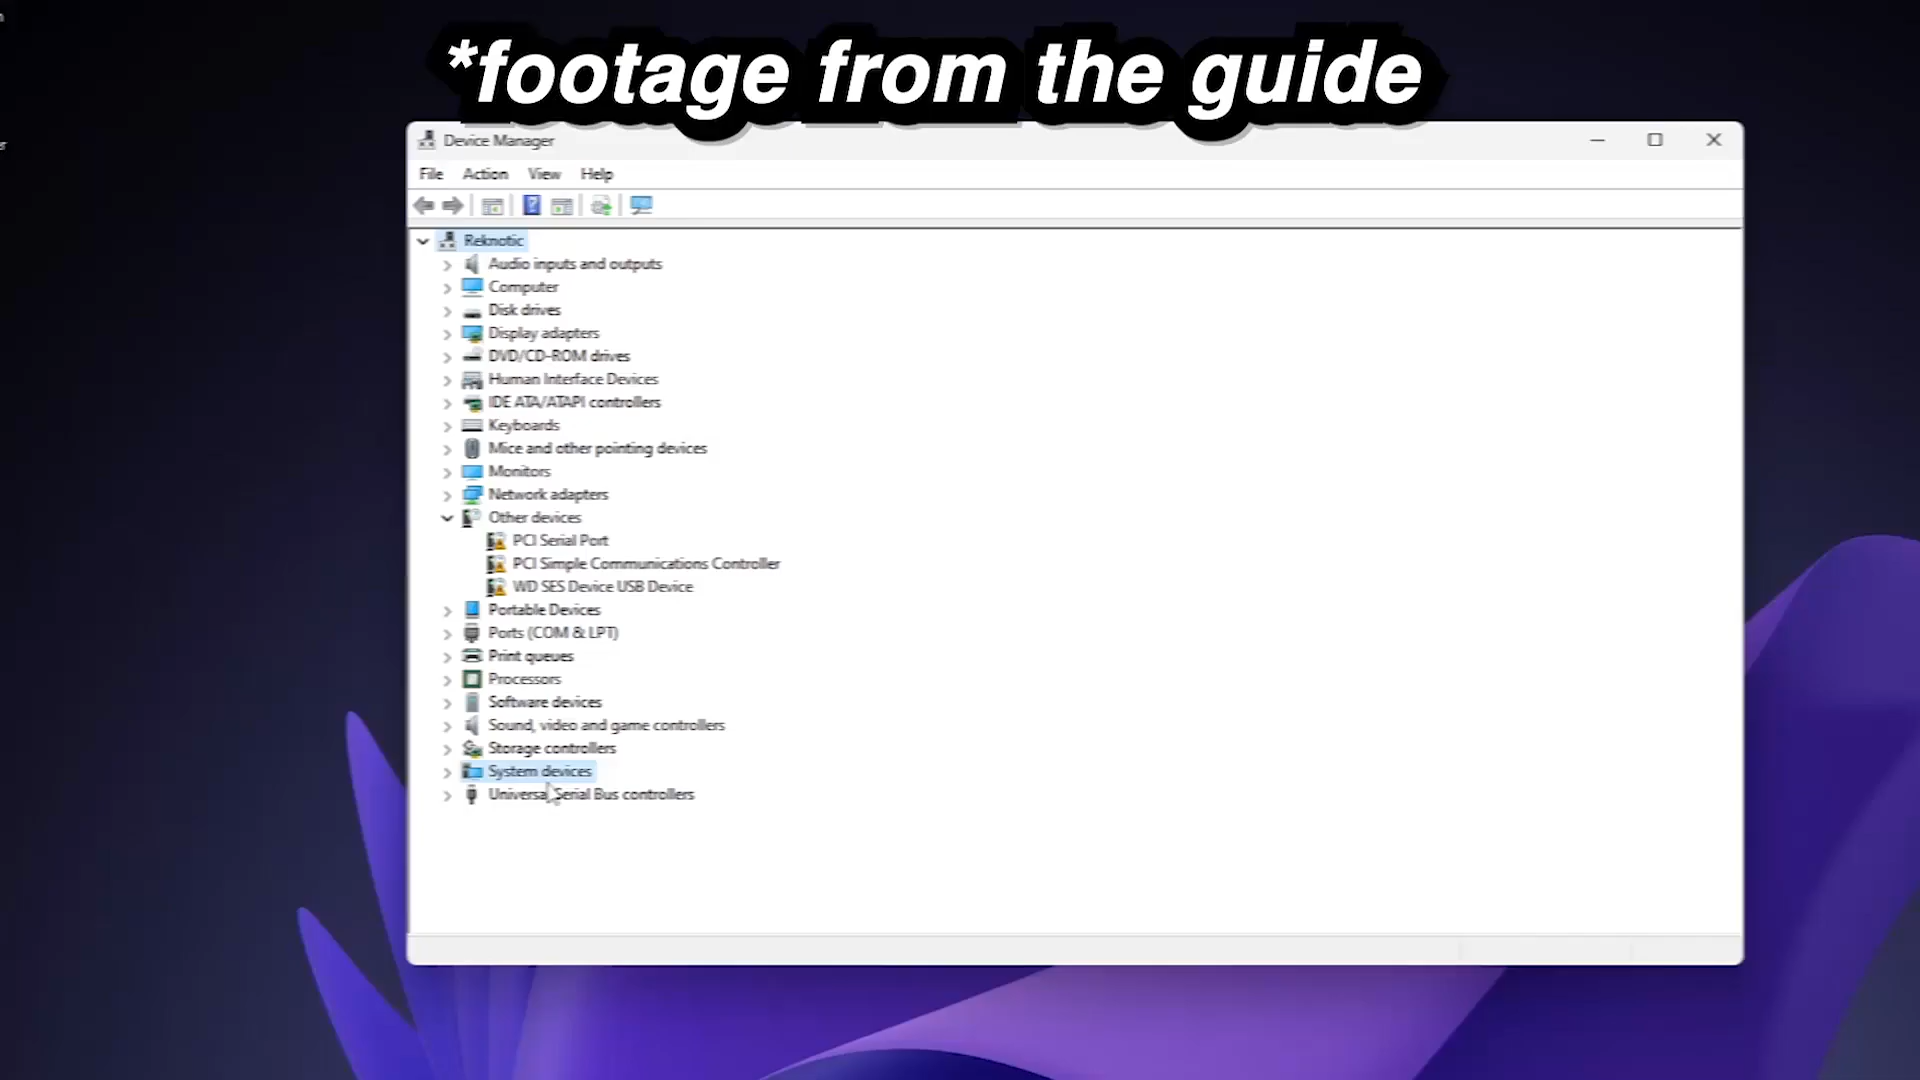 *footage from the guide
Device Manager
File Action View Help
Reknotic
Audio inputs and outputs
Computer
Disk drives
Display adapters
DVD/CD-ROM drives
Human Interface Devices
IDE ATA/ATAPI controllers
Keyboards
Mice and other pointing devices
Monitors
Network adapters
Other devices
PCI Serial Port
PCI Simple Communications Controller
WD SES Device USB Device
Portable Devices
Ports (COM & LPT)
Print queues
Processors
Software devices
Sound, video and game controllers
Storage controllers
System devices
Universal Serial Bus controllers